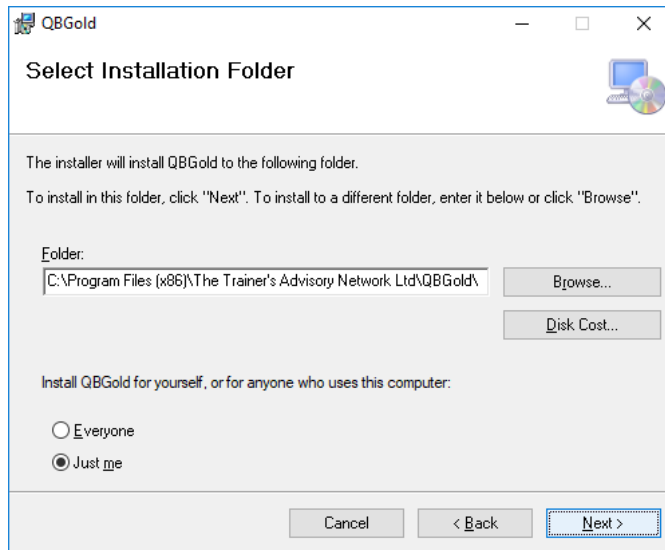 QBGold
Select Installation Folder
The installer will install QBGold to the following folder.
To install in this folder, click "Next". To install to a different folder, enter it below or click "Browse".
Folder:
C:\Program Files (x86)\The Trainer's Advisory Network Ltd\QBGold\
Browse...
Disk Cost...
Install QBGold for yourself, or for anyone who uses this computer:
Everyone
Just me
Cancel
< Back
Next >